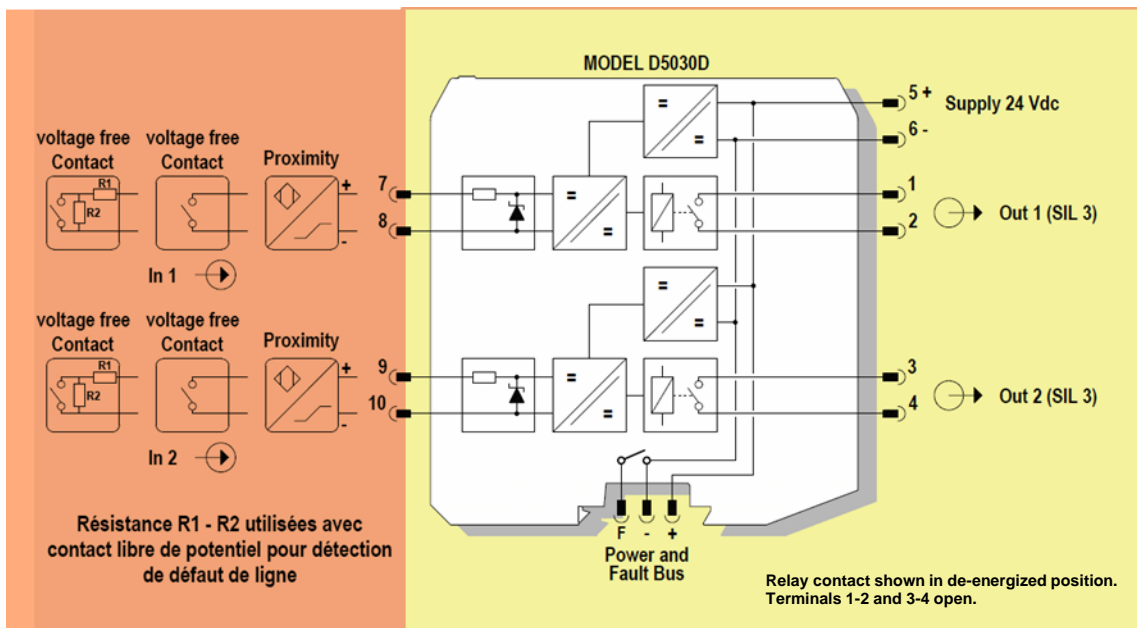 MODEL D5030D
5 +
Supply 24 Vdc
6 -
voltage free
Contact
voltage free
Contact
Proximity
R1
R2
+
-
7
8
1
2
Out 1 (SIL 3)
In 1
voltage free
Contact
voltage free
Contact
Proximity
R1
R2
+
-
9
10
3
4
Out 2 (SIL 3)
In 2
Résistance R1 - R2 utilisées avec
contact libre de potentiel pour détection
de défaut de ligne
F - +
Power and
Fault Bus
Relay contact shown in de-energized position.
Terminals 1-2 and 3-4 open.